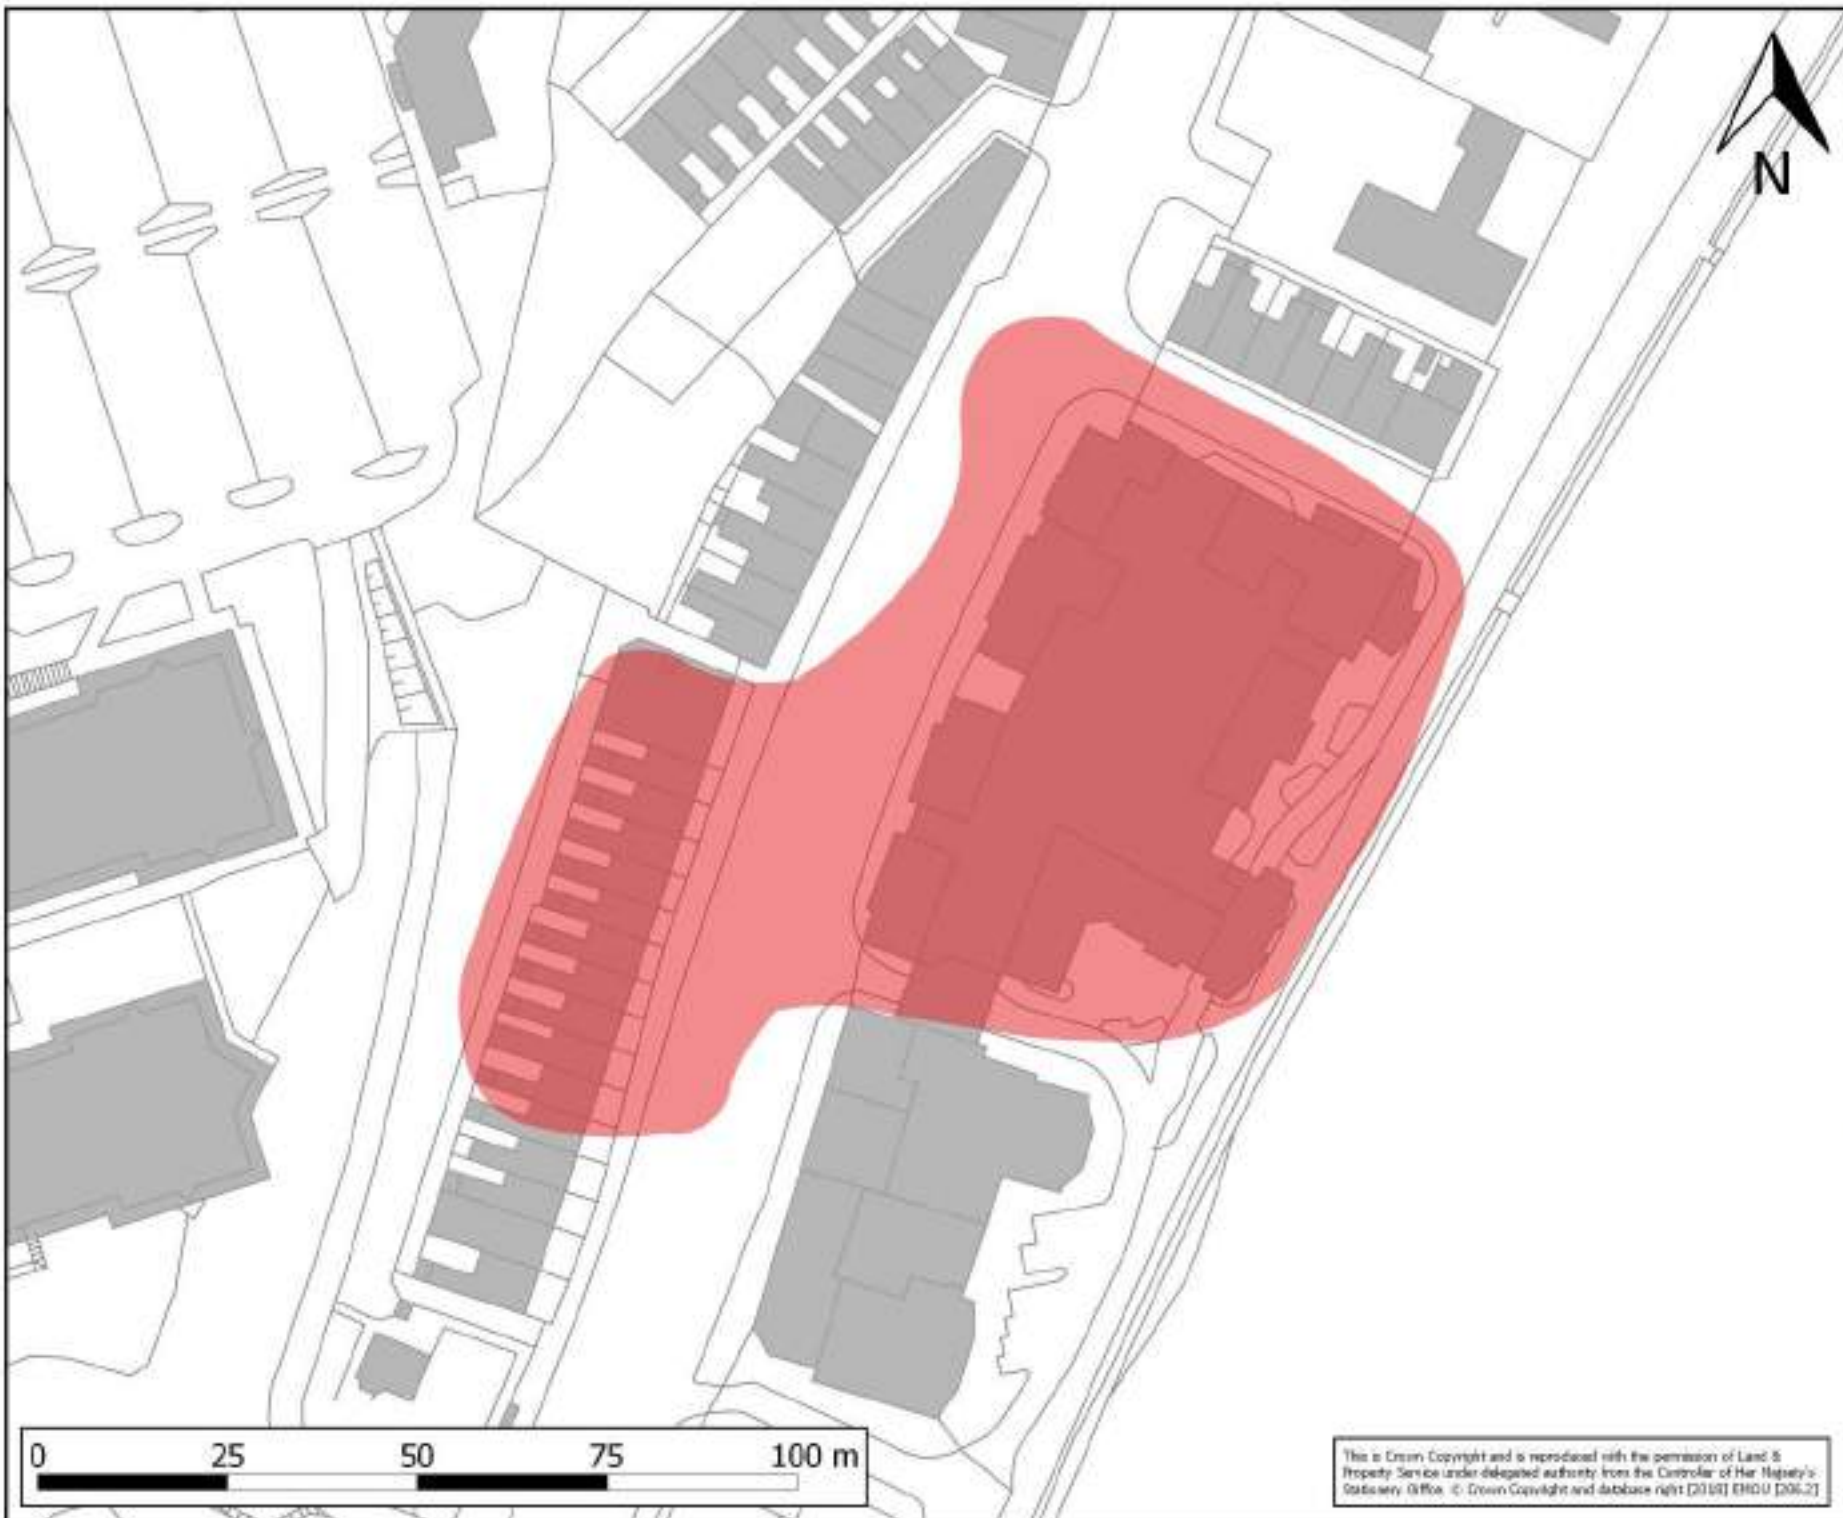 N
0 25 50 75 100 m
This is Crown Copyright and is reproduced with the permission of Land &
Property Service under delegated authority from the Controller of Her Majesty's
Stationery Office, © Crown Copyright and database right [2018] EMOU [206.2]